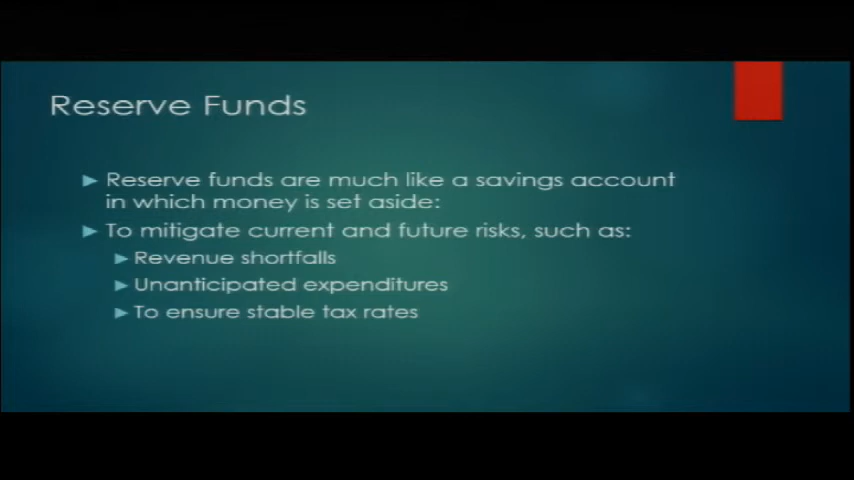 Reserve Funds
Reserve funds are much like a savings account
in which money is set aside:
To mitigate current and future risks, such as:
Revenue shortfalls
Unanticipated expenditures
To ensure stable tax rates